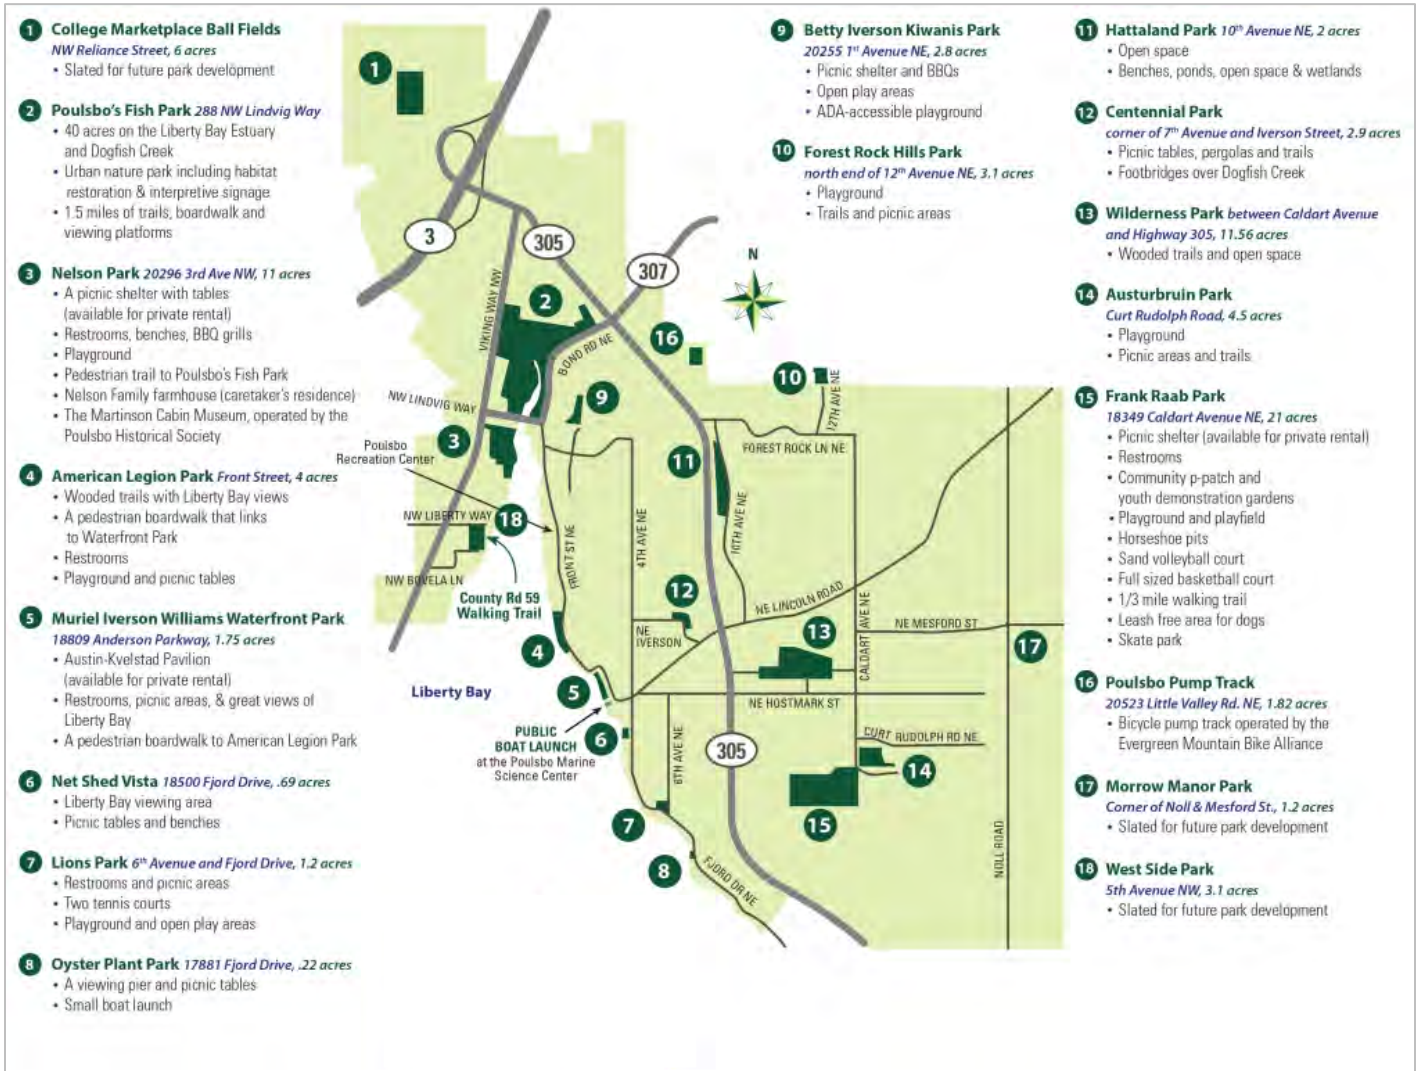 1 College Marketplace Ball Fields
NW Reliance Street, 6 acres
• Slated for future park development
2 Poulsbo's Fish Park 288 NW Lindvig Way
• 40 acres on the Liberty Bay Estuary
and Dogfish Creek
• Urban nature park including habitat
restoration & interpretive signage
• 1.5 miles of trails, boardwalk and
viewing platforms
3 Nelson Park 20296 3rd Ave NW, 11 acres
• A picnic shelter with tables
(available for private rental)
• Restrooms, benches, BBQ grills
• Playground
• Pedestrian trail to Poulsbo's Fish Park
• Nelson Family farmhouse (caretaker's residence)
• The Martinson Cabin Museum, operated by the
Poulsbo Historical Society
4 American Legion Park Front Street, 4 acres
• Wooded trails with Liberty Bay views
• A pedestrian boardwalk that links
to Waterfront Park
• Restrooms
• Playground and picnic tables
5 Muriel Iverson Williams Waterfront Park
18809 Anderson Parkway, 1.75 acres
• Austin-Kvelstad Pavilion
(available for private rental)
• Restrooms, picnic areas, & great views of
Liberty Bay
• A pedestrian boardwalk to American Legion Park
6 Net Shed Vista 18500 Fjord Drive, .69 acres
• Liberty Bay viewing area
• Picnic tables and benches
7 Lions Park 6th Avenue and Fjord Drive, 1.2 acres
• Restrooms and picnic areas
• Two tennis courts
• Playground and open play areas
8 Oyster Plant Park 17881 Fjord Drive, .22 acres
• A viewing pier and picnic tables
• Small boat launch
9 Betty Iverson Kiwanis Park
20255 1st Avenue NE, 2.8 acres
• Picnic shelter and BBQs
• Open play areas
• ADA-accessible playground
10 Forest Rock Hills Park
north end of 12th Avenue NE, 3.1 acres
• Playground
• Trails and picnic areas
11 Hattaland Park 10th Avenue NE, 2 acres
• Open space
• Benches, ponds, open space & wetlands
12 Centennial Park
corner of 7th Avenue and Iverson Street, 2.9 acres
• Picnic tables, pergolas and trails
• Footbridges over Dogfish Creek
13 Wilderness Park between Caldart Avenue
and Highway 305, 11.56 acres
• Wooded trails and open space
14 Austurbruin Park
Curt Rudolph Road, 4.5 acres
• Playground
• Picnic areas and trails
15 Frank Raab Park
18349 Caldart Avenue NE, 21 acres
• Picnic shelter (available for private rental)
• Restrooms
• Community p-patch and
youth demonstration gardens
• Playground and playfield
• Horseshoe pits
• Sand volleyball court
• Full sized basketball court
• 1/3 mile walking trail
• Leash free area for dogs
• Skate park
16 Poulsbo Pump Track
20523 Little Valley Rd. NE, 1.82 acres
• Bicycle pump track operated by the
Evergreen Mountain Bike Alliance
17 Morrow Manor Park
Corner of Noll & Mesford St., 1.2 acres
• Slated for future park development
18 West Side Park
5th Avenue NW, 3.1 acres
• Slated for future park development
1
3
305
307
N
2
VIKING WAY NW
BOND RD NE
16
10
12TH AVE NE
9
NW LINDVIG WAY
3
Poulsbo
Recreation Center
FOREST ROCK LN NE
11
10TH AVE NE
NW LIBERTY WAY
18
4TH AVE NE
FRONT ST NE
NW BOVELA LN
County Rd 59
Walking Trail
12
NE LINCOLN ROAD
CALDART AVE NE
NE MESFORD ST
NE
IVERSON
13
17
4
5
Liberty Bay
NE HOSTMARK ST
PUBLIC
BOAT LAUNCH
at the Poulsbo Marine
Science Center
6
6TH AVE NE
305
CURT RUDOLPH RD NE
14
7
15
8
FJORD DR NE
NOLL ROAD